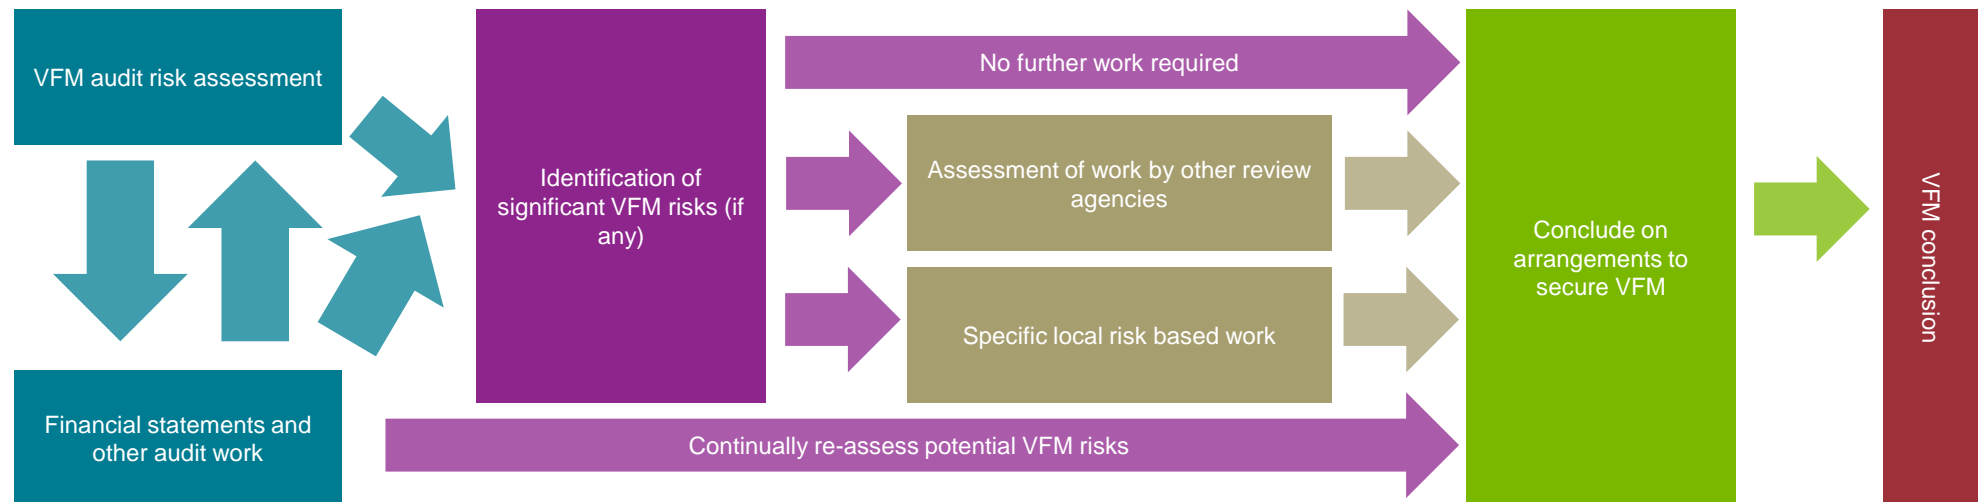 VFM audit risk assessment
Financial statements and
other audit work
Identification of
significant VFM risks (if
any)
No further work required
Assessment of work by other review
agencies
Specific local risk based work
Continually re-assess potential VFM risks
Conclude on
arrangements to
secure VFM
VFM conclusion